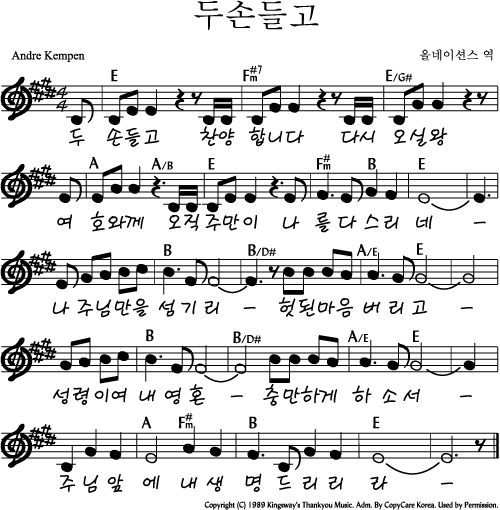 두손들고
Andre Kempen
올네이션스 역
E F#m7 E/G#
두 손들고 찬양 합니다 다시 오실왕
A A/B E F#m B E
여 호와께 오직 주만이 나 를다스리 네 -
B B/D# A/E E
나 주님만을 섬기리 - 헛된마음 버리고 -
B B/D# A/E E
성령이여 내영혼 - 충만하게 하소서 -
A F#m B E
주님앞 에 내생 명드리리 라 -
Copyright (C) 1989 Kingsway's Thankyou Music. Adm. By CopyCare Korea. Used by Permission.